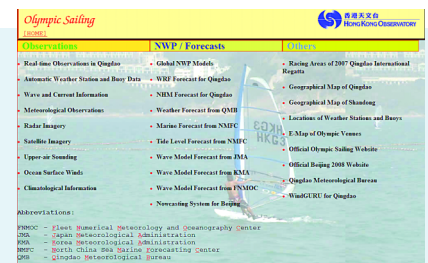 Olympic Sailing
[HOME]
香港天文台
HONG KONG OBSERVATORY
Observations
NWP / Forecasts
Others
Real-time Observations in Qingdao
Automatic Weather Station and Buoy Data
Wave and Current Information
Meteorological Observations
Radar Imagery
Satellite Imagery
Upper-air Sounding
Ocean Surface Winds
Climatological Information
Global NWP Models
WRF Forecast for Qingdao
NHM Forecast for Qingdao
Weather Forecast from QMB
Marine Forecast from NMFC
Tide Level Forecast from NMFC
Wave Model Forecast from JMA
Wave Model Forecast from KMA
Wave Model Forecast from FNMOC
Nowcasting System for Beijing
Racing Areas of 2007 Qingdao International
Regatta
Geographical Map of Qingdao
Geographical Map of Shandong
Locations of Weather Stations and Buoys
E-Map of Olympic Venues
Official Olympic Sailing Website
Official Beijing 2008 Website
Qingdao Meteorological Bureau
WindGURU for Qingdao
HKG
Abbreviations:
FNMOC - Fleet Numerical Meteorology and Oceanography Center
JMA - Japan Meteorological Administration
KMA - Korea Meteorological Administration
NMFC - North China Sea Marine Forecasting Center
QMB - Qingdao Meteorological Bureau